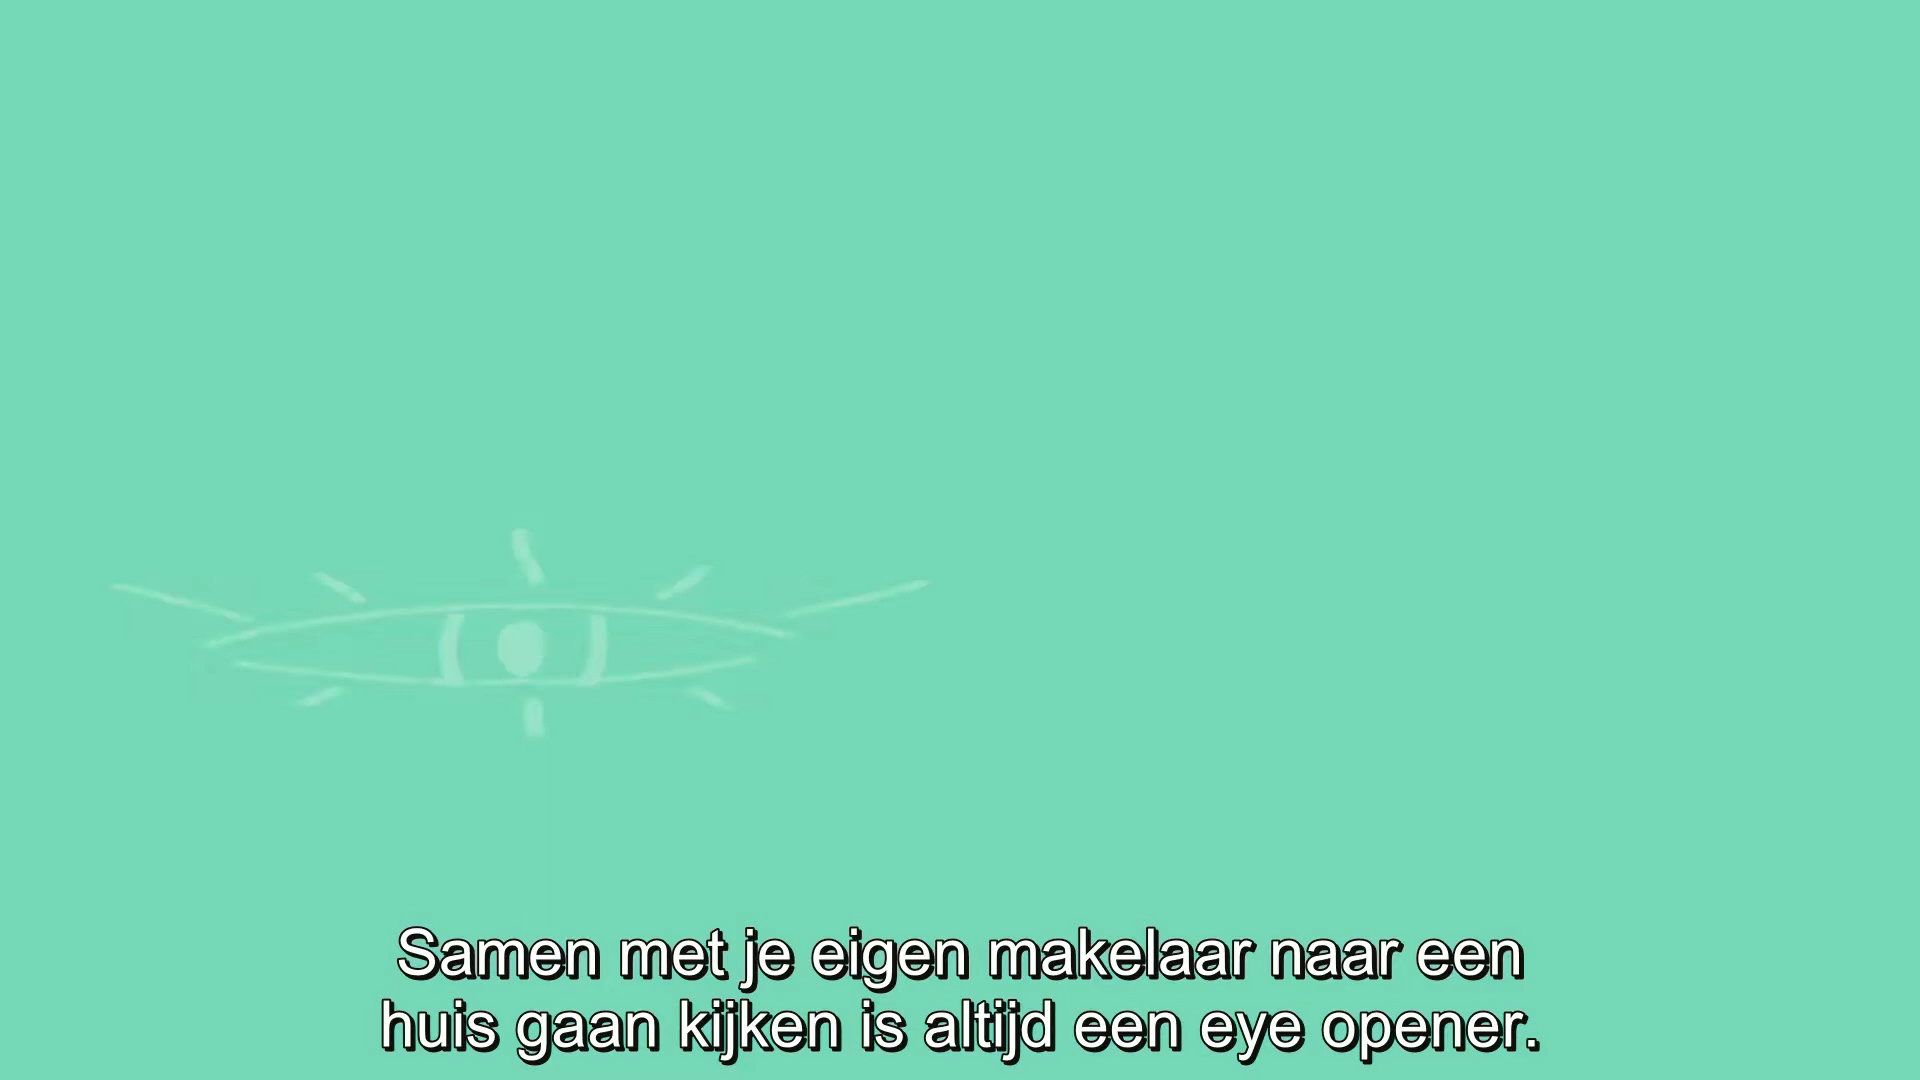 Samen met je eigen makelaar naar een
huis gaan kijken is altijd een eye opener.